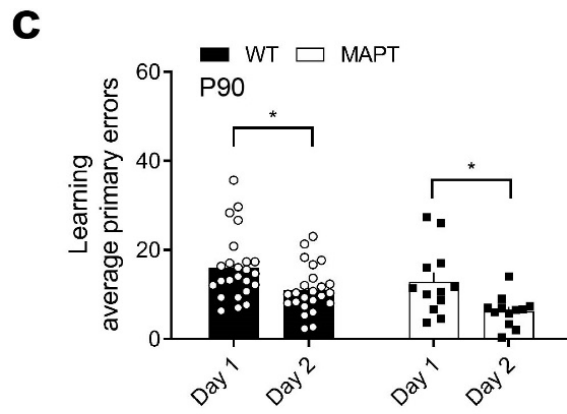 C
WT MAPT
P90
Learning
average primary errors
60
40
20
0
* *
Day 1 Day 2 Day 1 Day 2